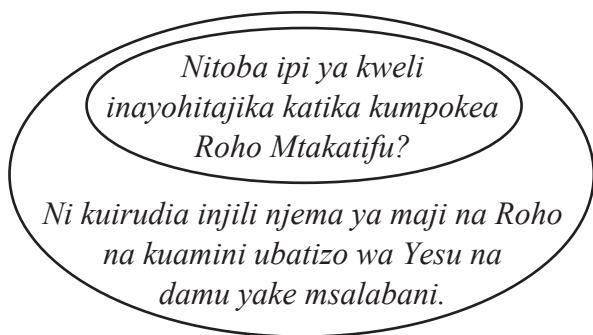 Nitoba ipi ya kweli
inayohitajika katika kumpokea
Roho Mtakatifu?
Ni kuirudia injili njema ya maji na Roho
na kuamini ubatizo wa Yesu na
damu yake msalabani.